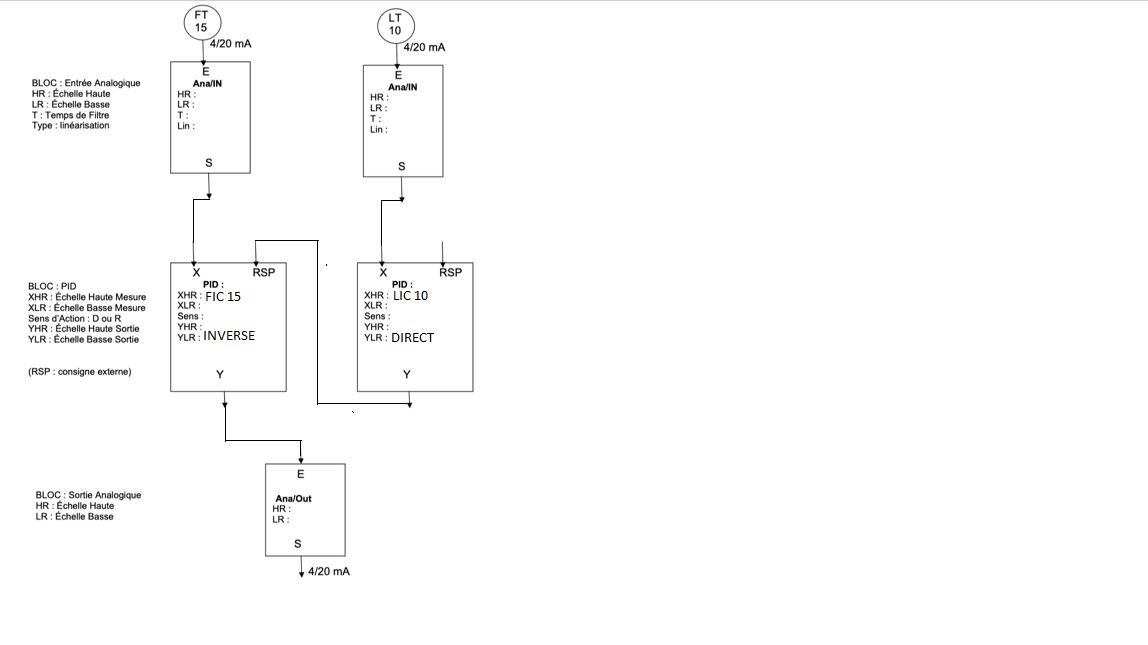 FT
15
4/20 mA
LT
10
4/20 mA
BLOC : Entrée Analogique
HR : Échelle Haute
LR : Échelle Basse
T : Temps de Filtre
Type : linéarisation
E
Ana/IN
HR :
LR :
T :
Lin :
S
E
Ana/IN
HR :
LR :
T :
Lin :
S
BLOC : PID
XHR : Échelle Haute Mesure
XLR : Échelle Basse Mesure
Sens d'Action : D ou R
YHR : Échelle Haute Sortie
YLR : Échelle Basse Sortie
(RSP : consigne externe)
X RSP
PID :
XHR : FIC 15
XLR :
Sens :
YHR :
YLR : INVERSE
Y
X RSP
PID :
XHR : LIC 10
XLR :
Sens :
YHR :
YLR : DIRECT
Y
BLOC : Sortie Analogique
HR : Échelle Haute
LR : Échelle Basse
E
Ana/Out
HR :
LR :
S
4/20 mA